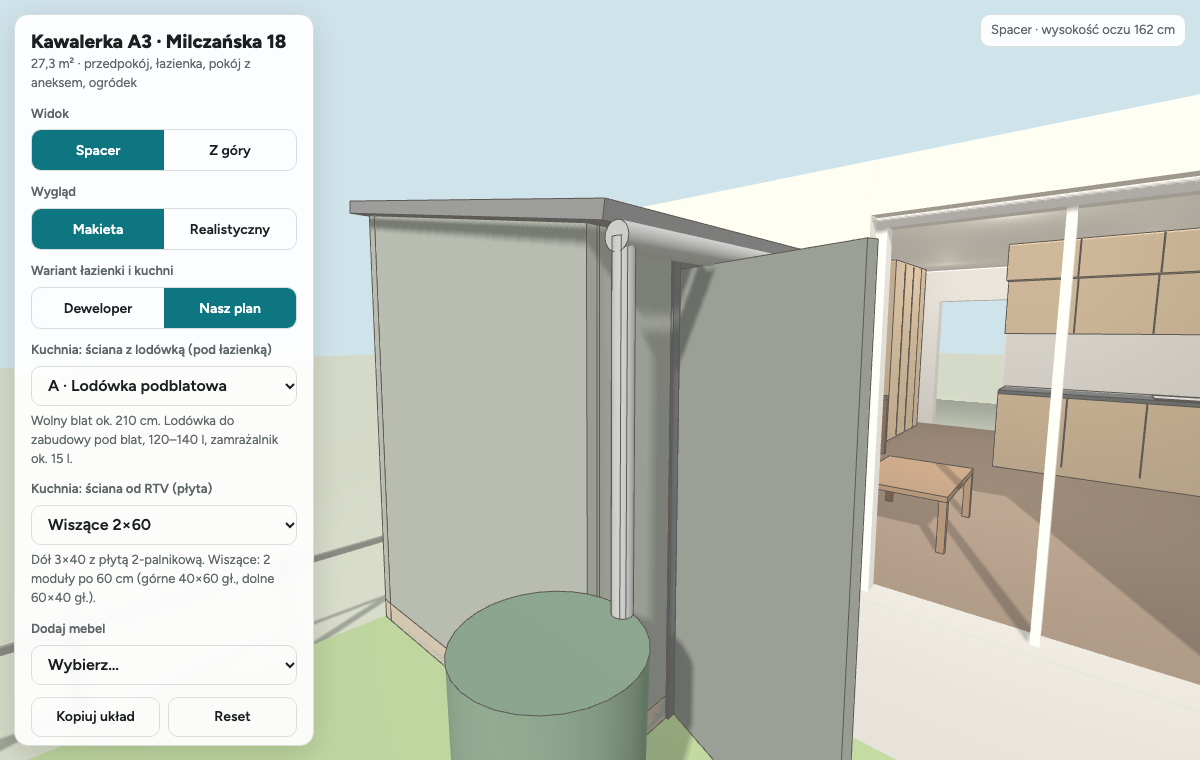 Kawalerka A3 · Milczańska 18
27,3 m² · przedpokój, łazienka, pokój z
aneksem, ogródek
Widok
Spacer
Z góry
Wygląd
Makieta
Realistyczny
Wariant łazienki i kuchni
Deweloper
Nasz plan
Kuchnia: ściana z lodówką (pod łazienką)
A · Lodówka podblatowa
Wolny blat ok. 210 cm. Lodówka do
zabudowy pod blat, 120–140 l, zamrażalnik
ok. 15 l.
Kuchnia: ściana od RTV (płyta)
Wiszące 2×60
Dół 3×40 z płytą 2-palnikową. Wiszące: 2
moduły po 60 cm (górne 40×60 gł., dolne
60×40 gł.).
Dodaj mebel
Wybierz...
Kopiuj układ
Reset
Spacer · wysokość oczu 162 cm